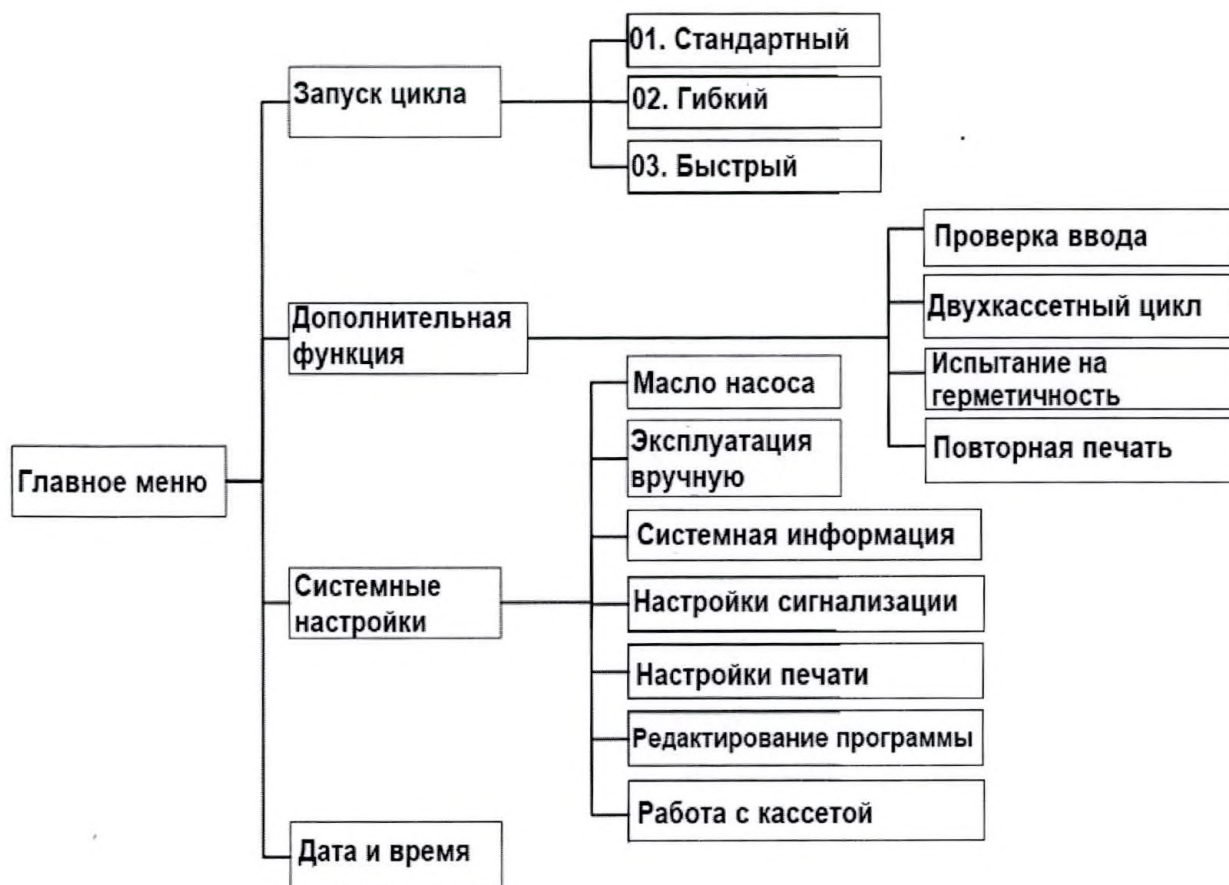 Главное меню
Запуск цикла
01. Стандартный
02. Гибкий
03. Быстрый
Дополнительная
функция
Проверка ввода
Двухкассетный цикл
Испытание на
герметичность
Повторная печать
Системные
настройки
Масло насоса
Эксплуатация
вручную
Системная информация
Настройки сигнализации
Настройки печати
Редактирование программы
Работа с кассетой
Дата и время